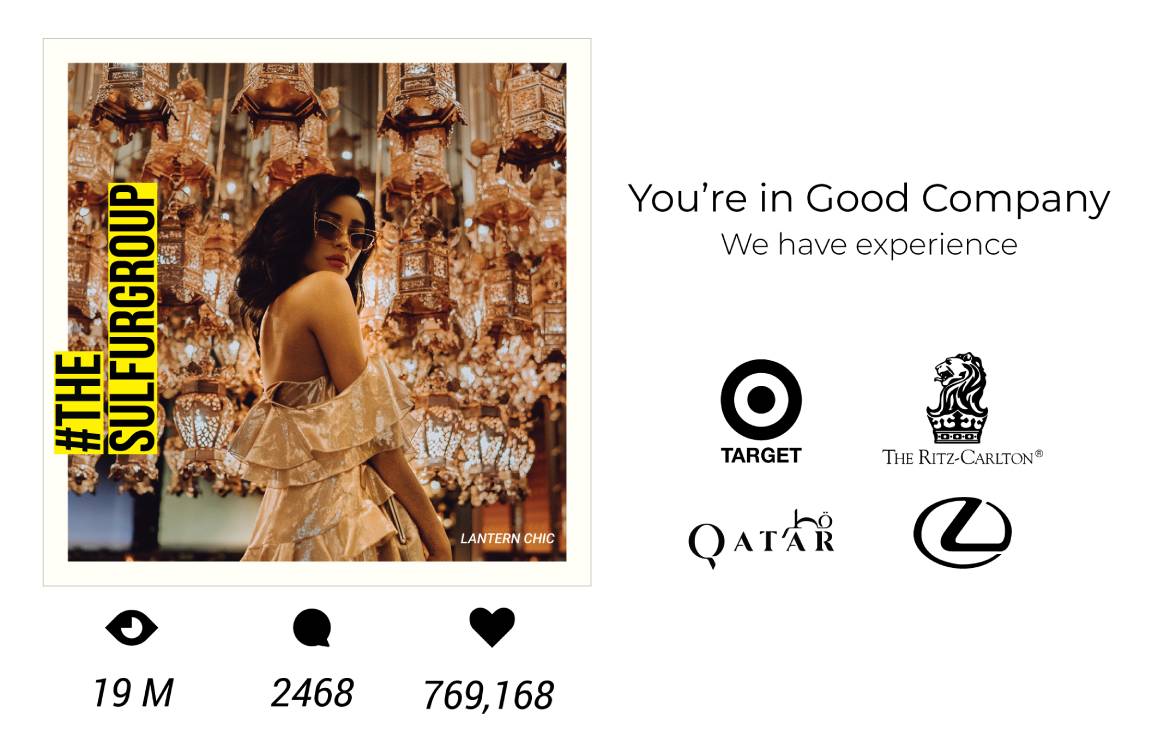 #THE
SULFURGROUP
LANTERN CHIC
19 M
2468
769,168
You're in Good Company
We have experience
TARGET
THE RITZ-CARLTON®
QATAR